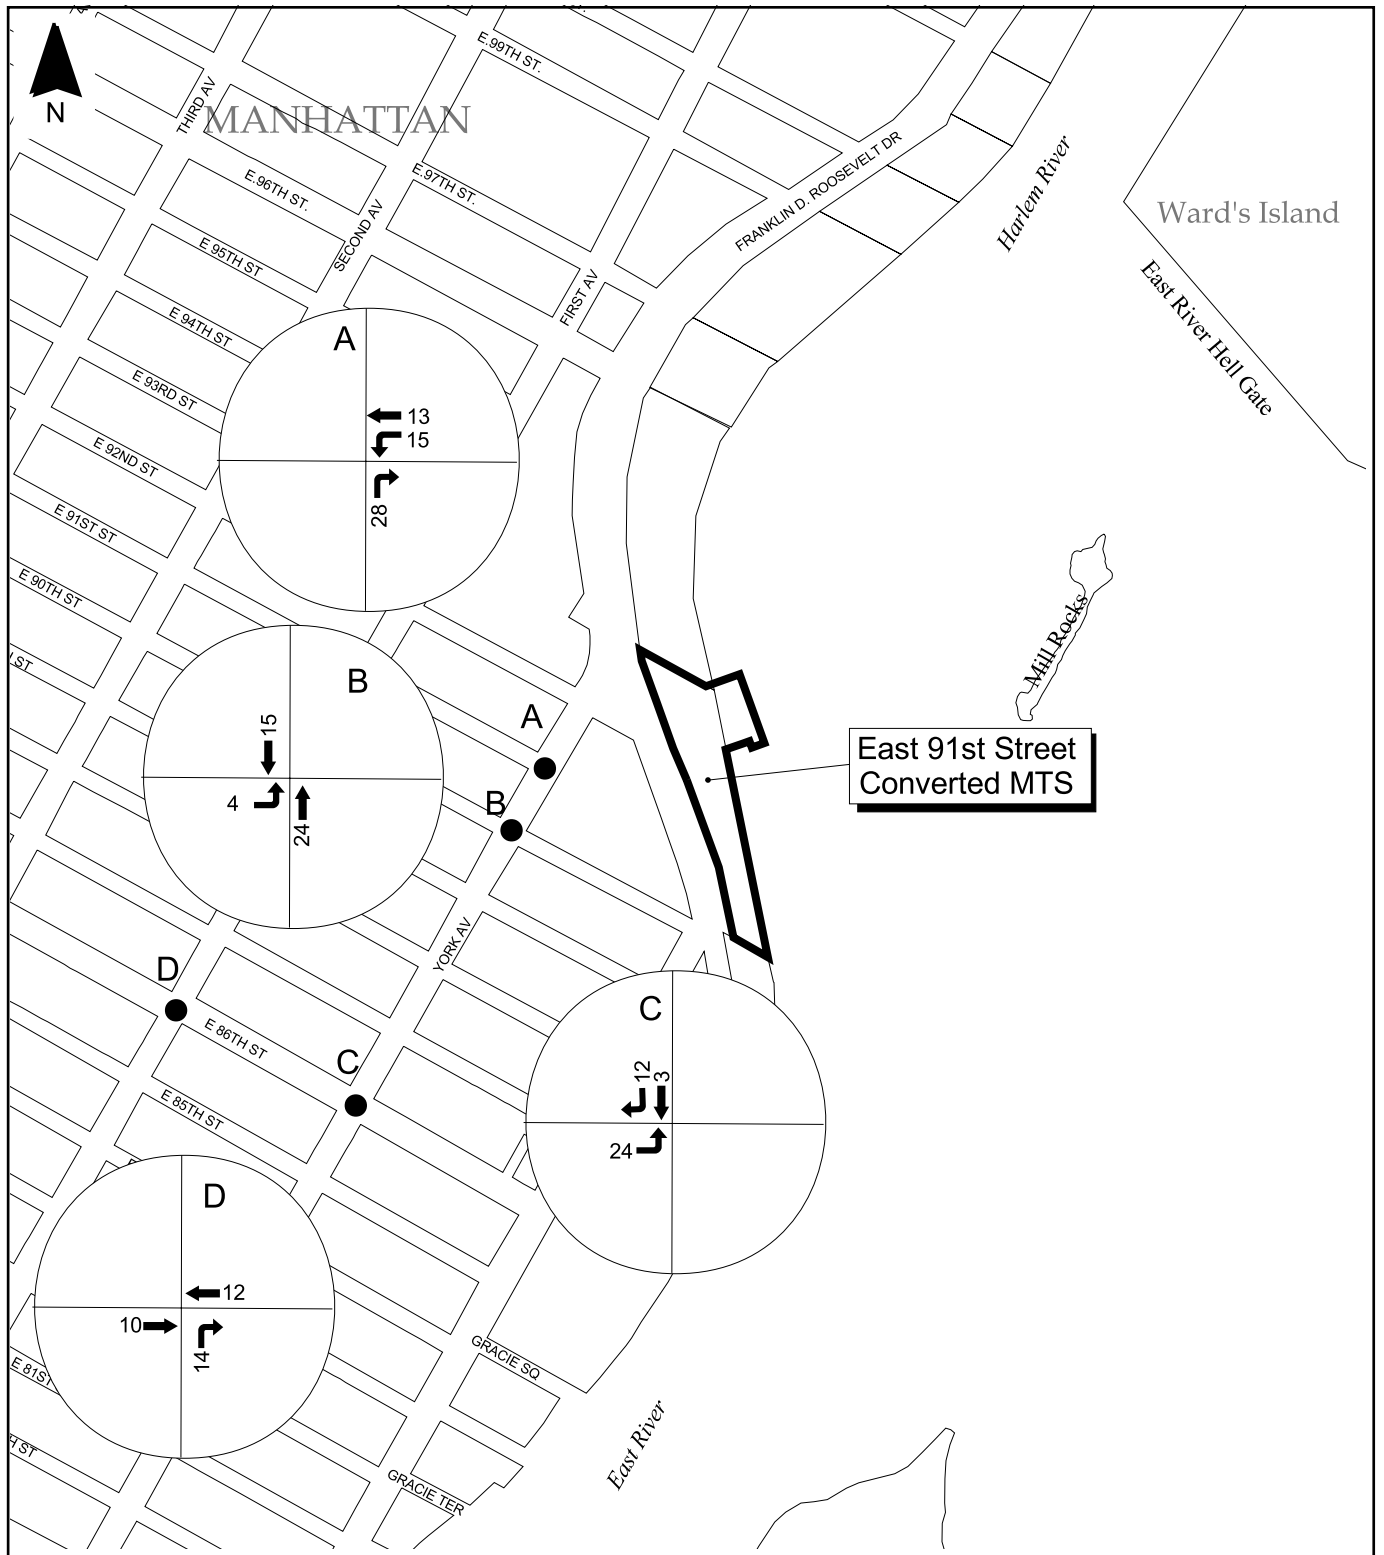 E.99TH ST.
N
THIRD AV
MANHATTAN
E.96TH ST.
E.97TH ST.
SECOND AV
FIRST AV
FRANKLIN D. ROOSEVELT DR
Harlem River
Ward's Island
East River Hell Gate
E 95TH ST
E 94TH ST
E 93RD ST
E 92ND ST
E 91ST ST
E 90TH ST
ST
A
13
15
28
B
15
4
24
A
B
Mill Rocks
East 91st Street
Converted MTS
YORK AV
D
E 86TH ST
C
E 85TH ST
C
12
3
24
D
12
10
14
E 81ST
ST
GRACIE SQ
GRACIE TER
East River